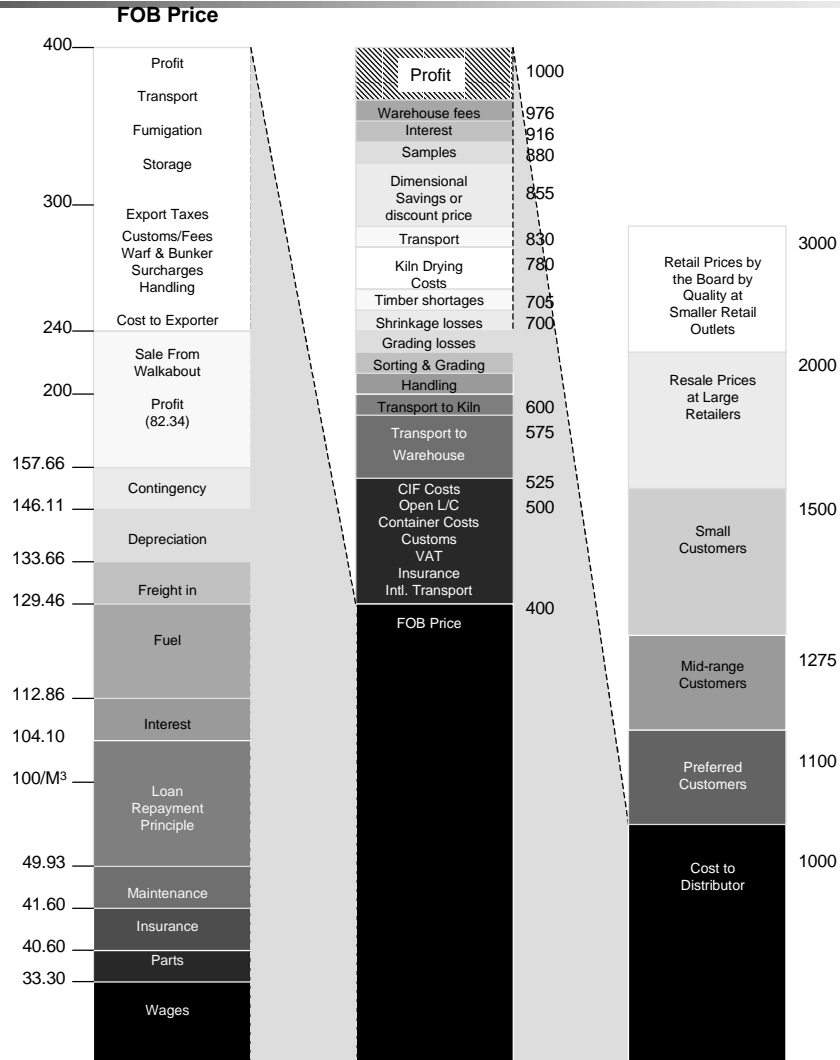 FOB Price
400
Profit
Transport
Fumigation
Storage
300
Export Taxes
Customs/Fees
Warf & Bunker
Surcharges
Handling
Cost to Exporter
240
Sale From
Walkabout
200
Profit
(82.34)
157.66
Contingency
146.11
Depreciation
133.66
Freight in
129.46
Fuel
112.86
Interest
104.10
100/M³
Loan
Repayment
Principle
49.93
Maintenance
41.60
Insurance
40.60
Parts
33.30
Wages
Profit
1000
Warehouse fees
976
Interest
916
Samples
880
Dimensional
Savings or
discount price
855
Transport
830
Kiln Drying
Costs
780
Timber shortages
705
Shrinkage losses
700
Grading losses
Sorting & Grading
Handling
Transport to Kiln
600
Transport to
Warehouse
575
CIF Costs
525
Open L/C
500
Container Costs
Customs
VAT
Insurance
Intl. Transport
400
FOB Price
3000
Retail Prices by
the Board by
Quality at
Smaller Retail
Outlets
2000
Resale Prices
at Large
Retailers
1500
Small
Customers
1275
Mid-range
Customers
1100
Preferred
Customers
1000
Cost to
Distributor